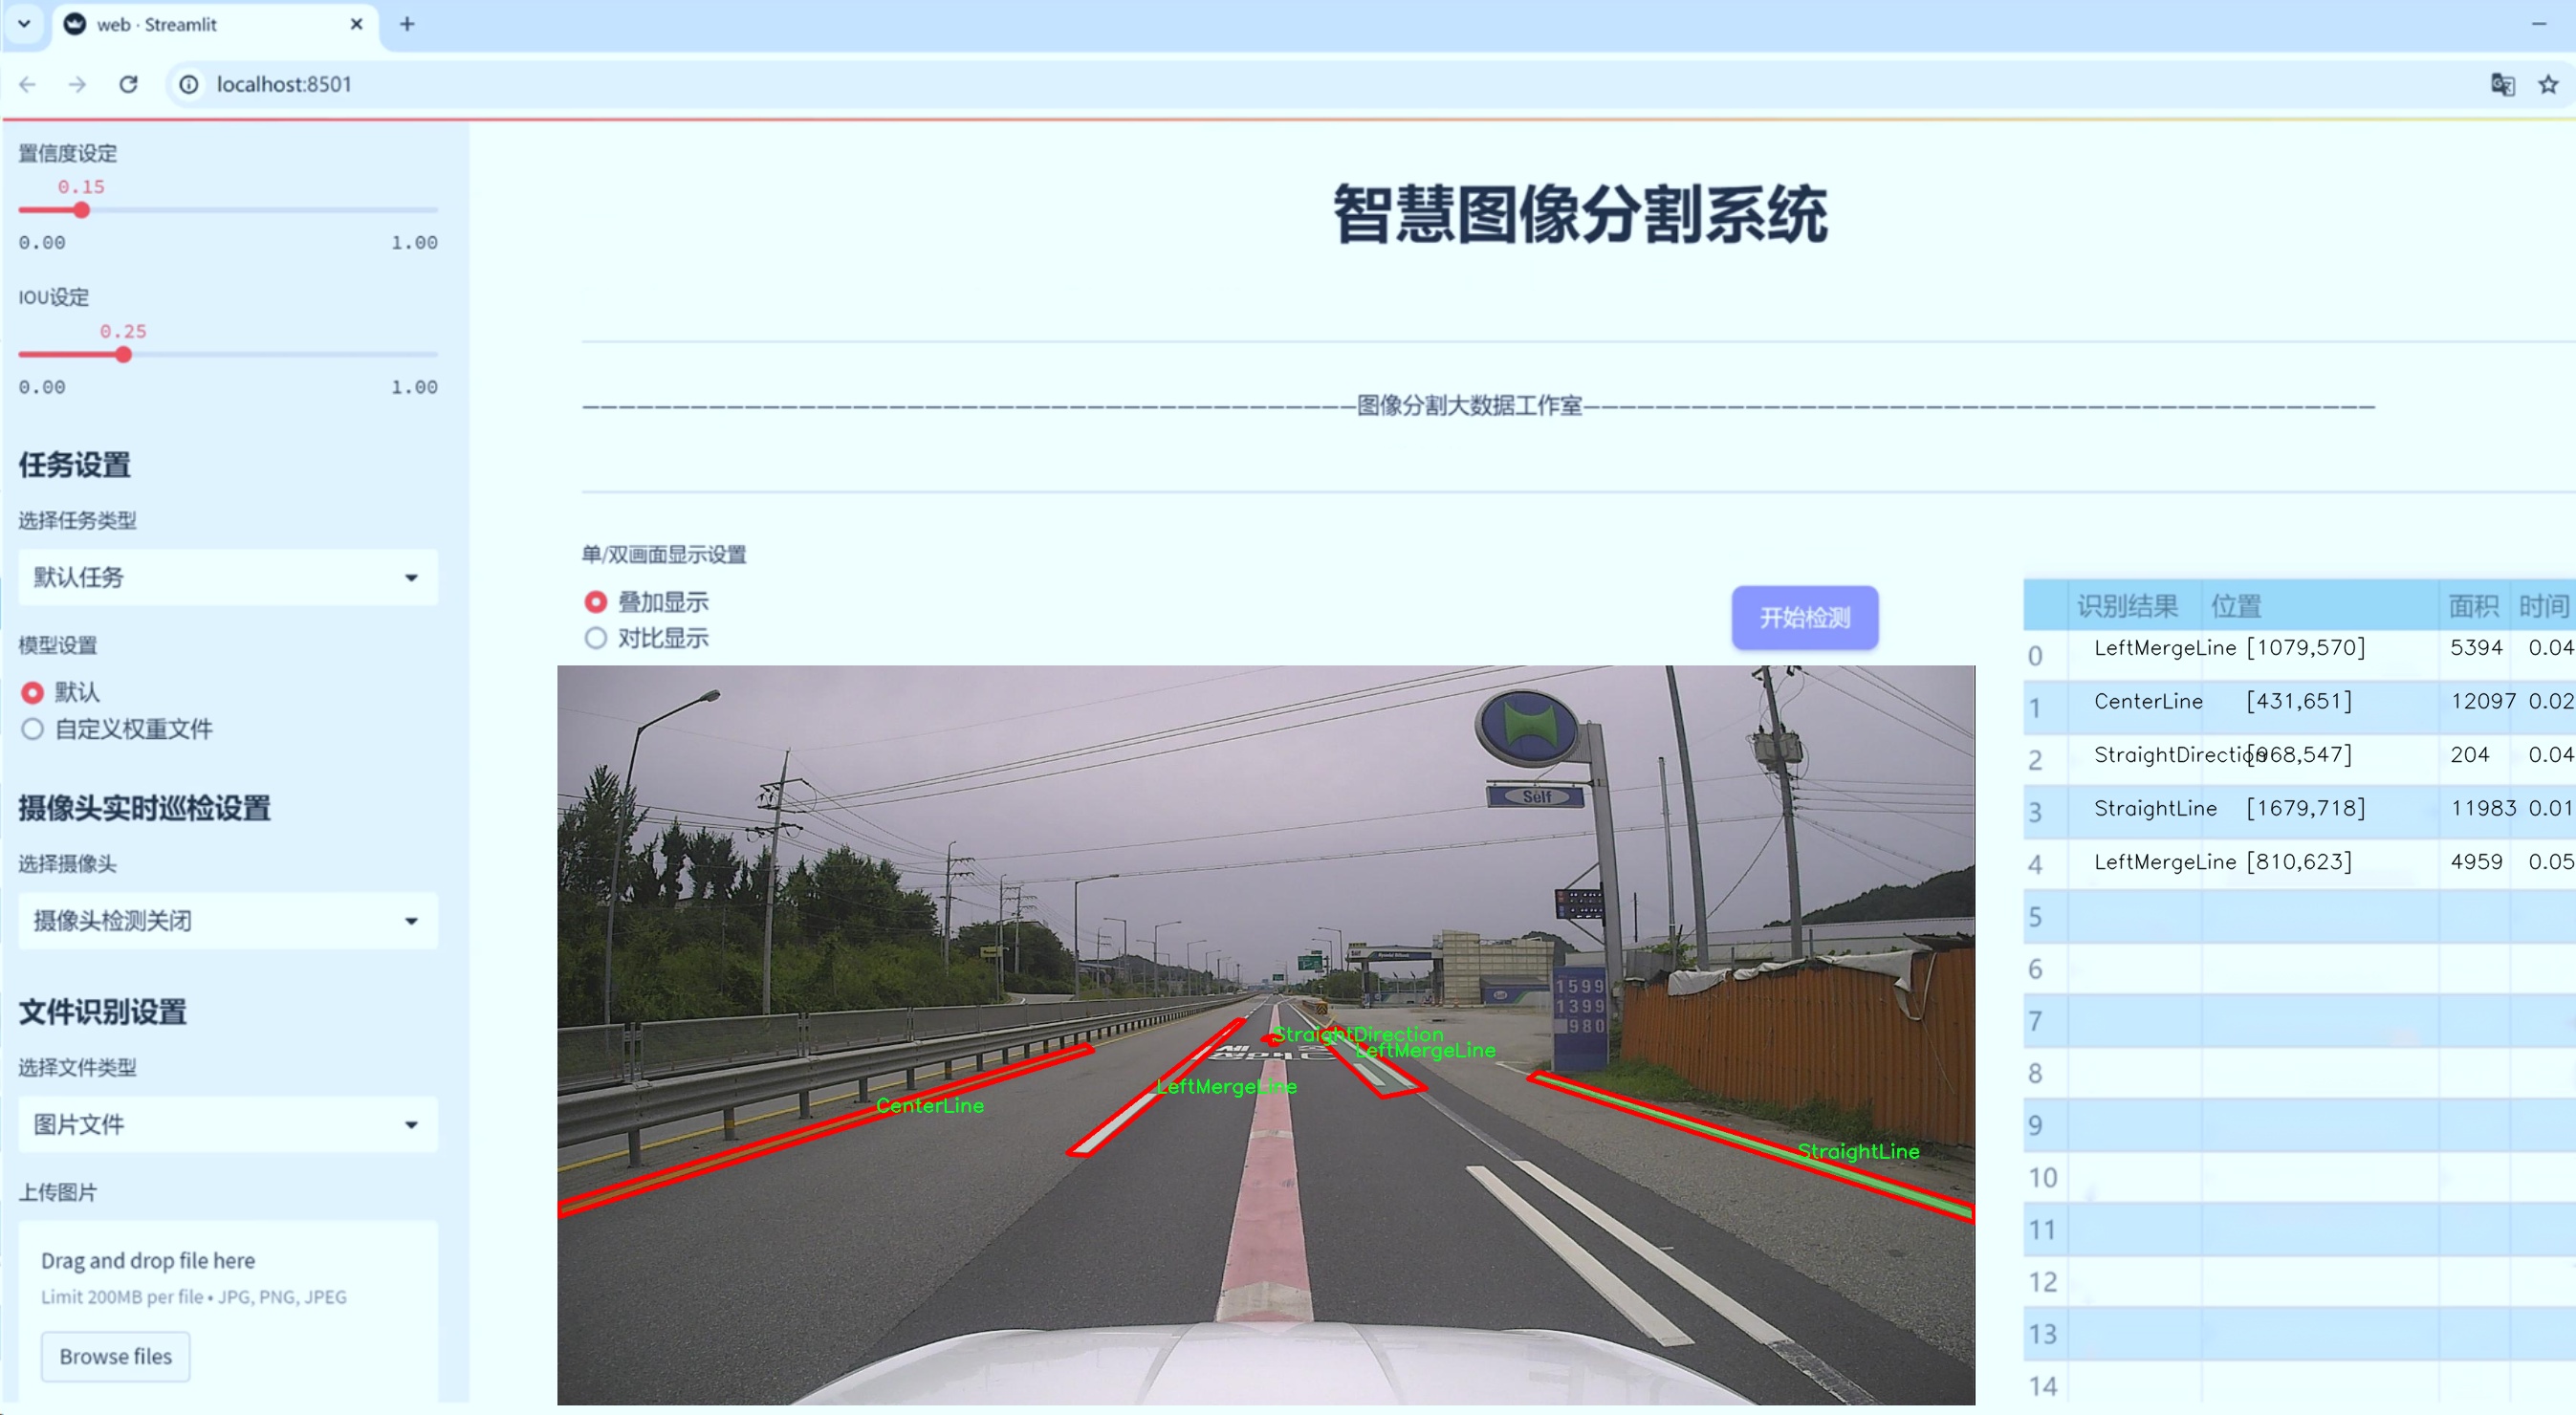 web · Streamlit
localhost:8501
置信度设定
0.15
0.00 1.00
IOU设定
0.25
0.00 1.00
任务设置
选择任务类型
默认任务
模型设置
默认
自定义权重文件
摄像头实时巡检设置
选择摄像头
摄像头检测关闭
文件识别设置
选择文件类型
图片文件
上传图片
Drag and drop file here
Limit 200MB per file • JPG, PNG, JPEG
Browse files
智慧图像分割系统
———————————————————————————————————————————图像分割大数据工作室————————————————————————————————————————————
单/双画面显示设置
叠加显示
对比显示
开始检测
Self
1599
1399
980
StraightDirection
LeftMergeLine
LeftMergeLine
CenterLine
StraightLine
识别结果 位置 面积 时间
0 LeftMergeLine [1079,570] 5394 0.04
1 CenterLine [431,651] 12097 0.02
2 StraightDirection [968,547] 204 0.04
3 StraightLine [1679,718] 11983 0.01
4 LeftMergeLine [810,623] 4959 0.05
5
6
7
8
9
10
11
12
13
14